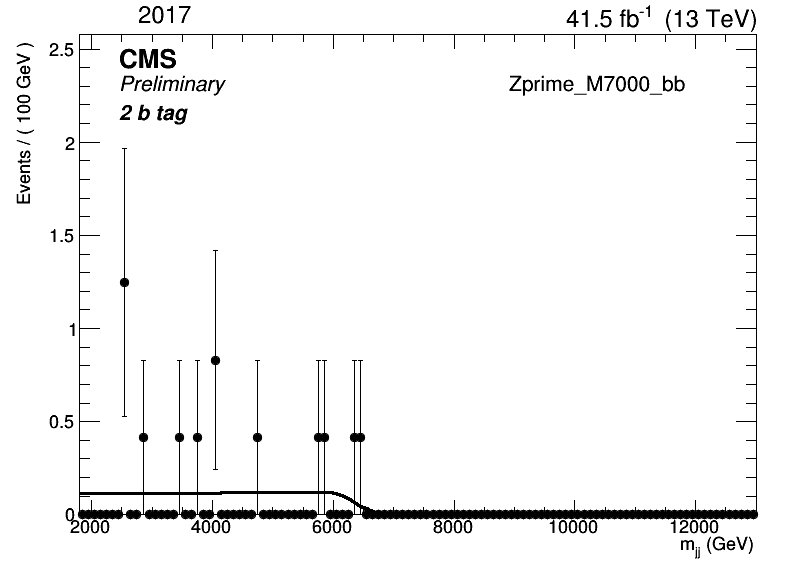 2017
41.5 fb⁻¹ (13 TeV)
CMS
Preliminary
2 b tag
Zprime_M7000_bb
Events / ( 100 GeV )
2.5
2
1.5
1
0.5
0
2000 4000 6000 8000 10000 12000
m_jj (GeV)